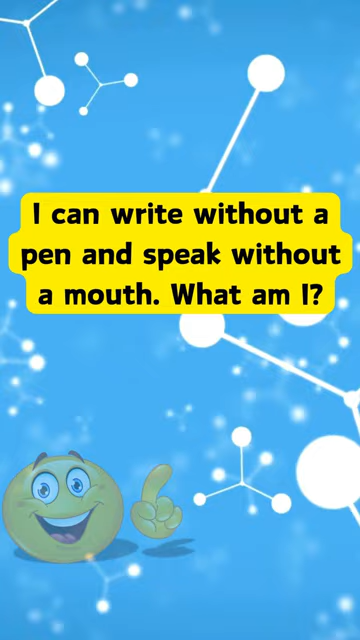 I can write without a
pen and speak without
a mouth. What am I?